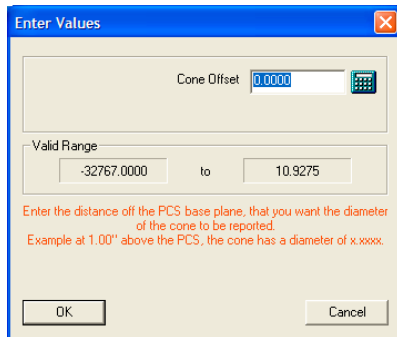 Enter Values
Cone Offset 0.0000
Valid Range
-32767.0000 to 10.9275
Enter the distance off the PCS base plane, that you want the diameter
of the cone to be reported.
Example at 1.00" above the PCS, the cone has a diameter of x.xxxx.
OK Cancel